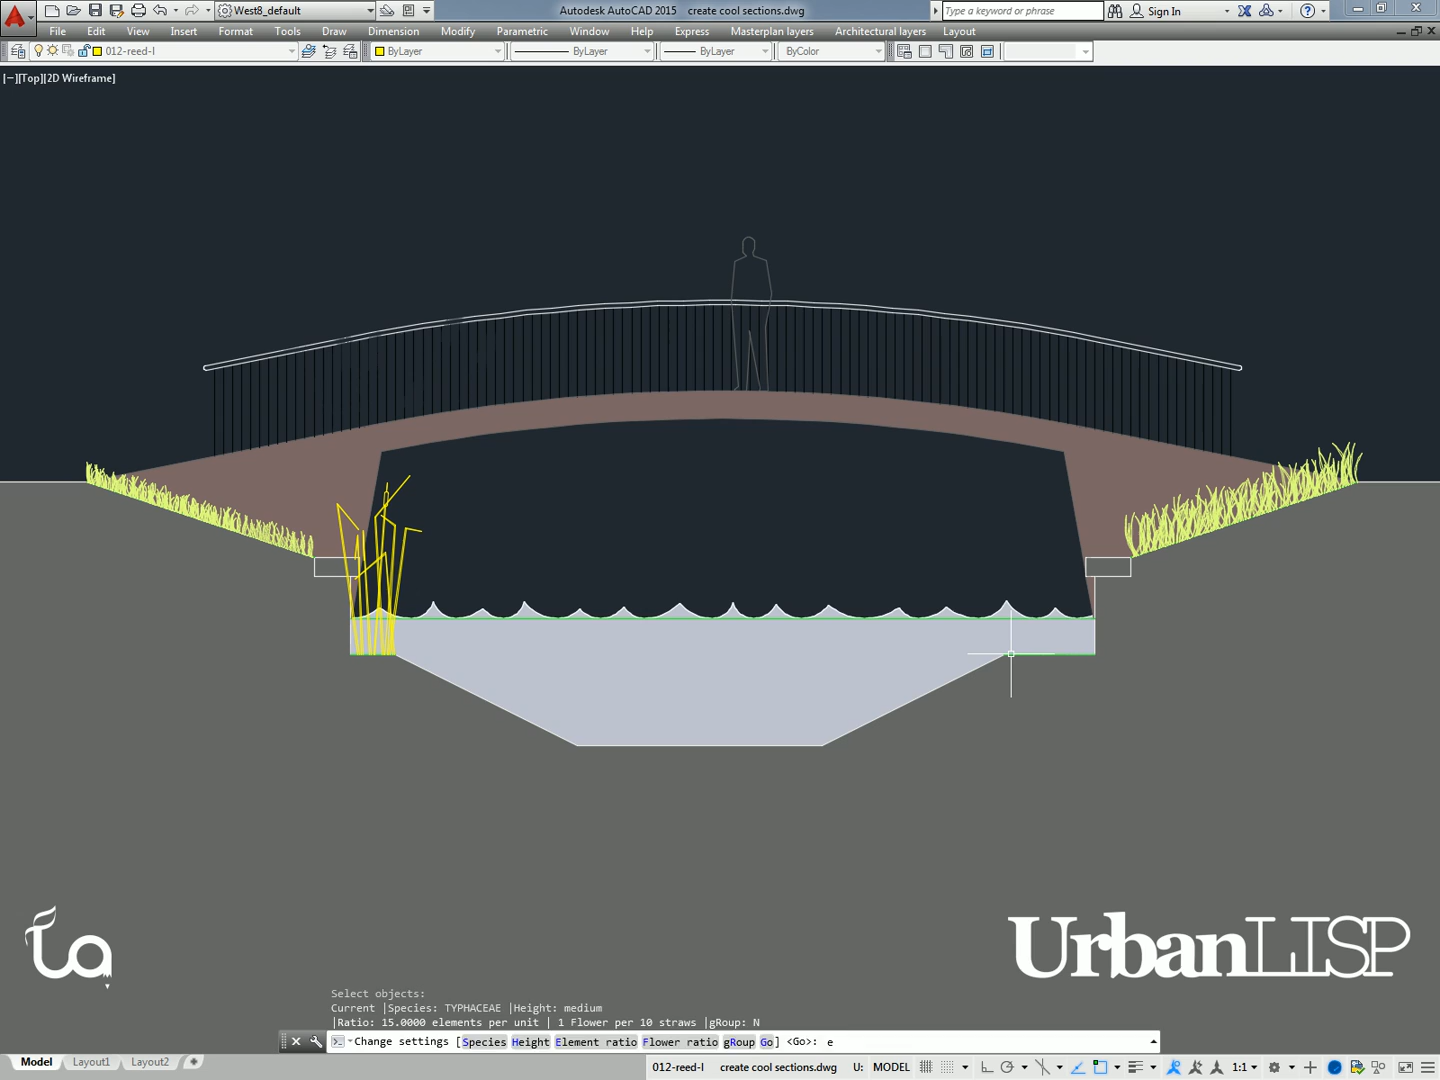 West8_default
Autodesk AutoCAD 2015 create cool sections.dwg
Type a keyword or phrase
Sign In
File Edit View Insert Format Tools Draw Dimension Modify Parametric Window Help Express Masterplan layers Architectural layers Layout
012-reed-l ByLayer ByLayer ByLayer ByColor
[−][Top][2D Wireframe]
ta
UrbanLISP
Select objects:
Current |Species: TYPHACEAE |Height: medium
|Ratio: 15.0000 elements per unit | 1 Flower per 10 straws |gRoup: N
Change settings [Species Height Element ratio Flower ratio gRoup Go] <Go>: e
Model Layout1 Layout2
012-reed-l create cool sections.dwg U: MODEL 1:1